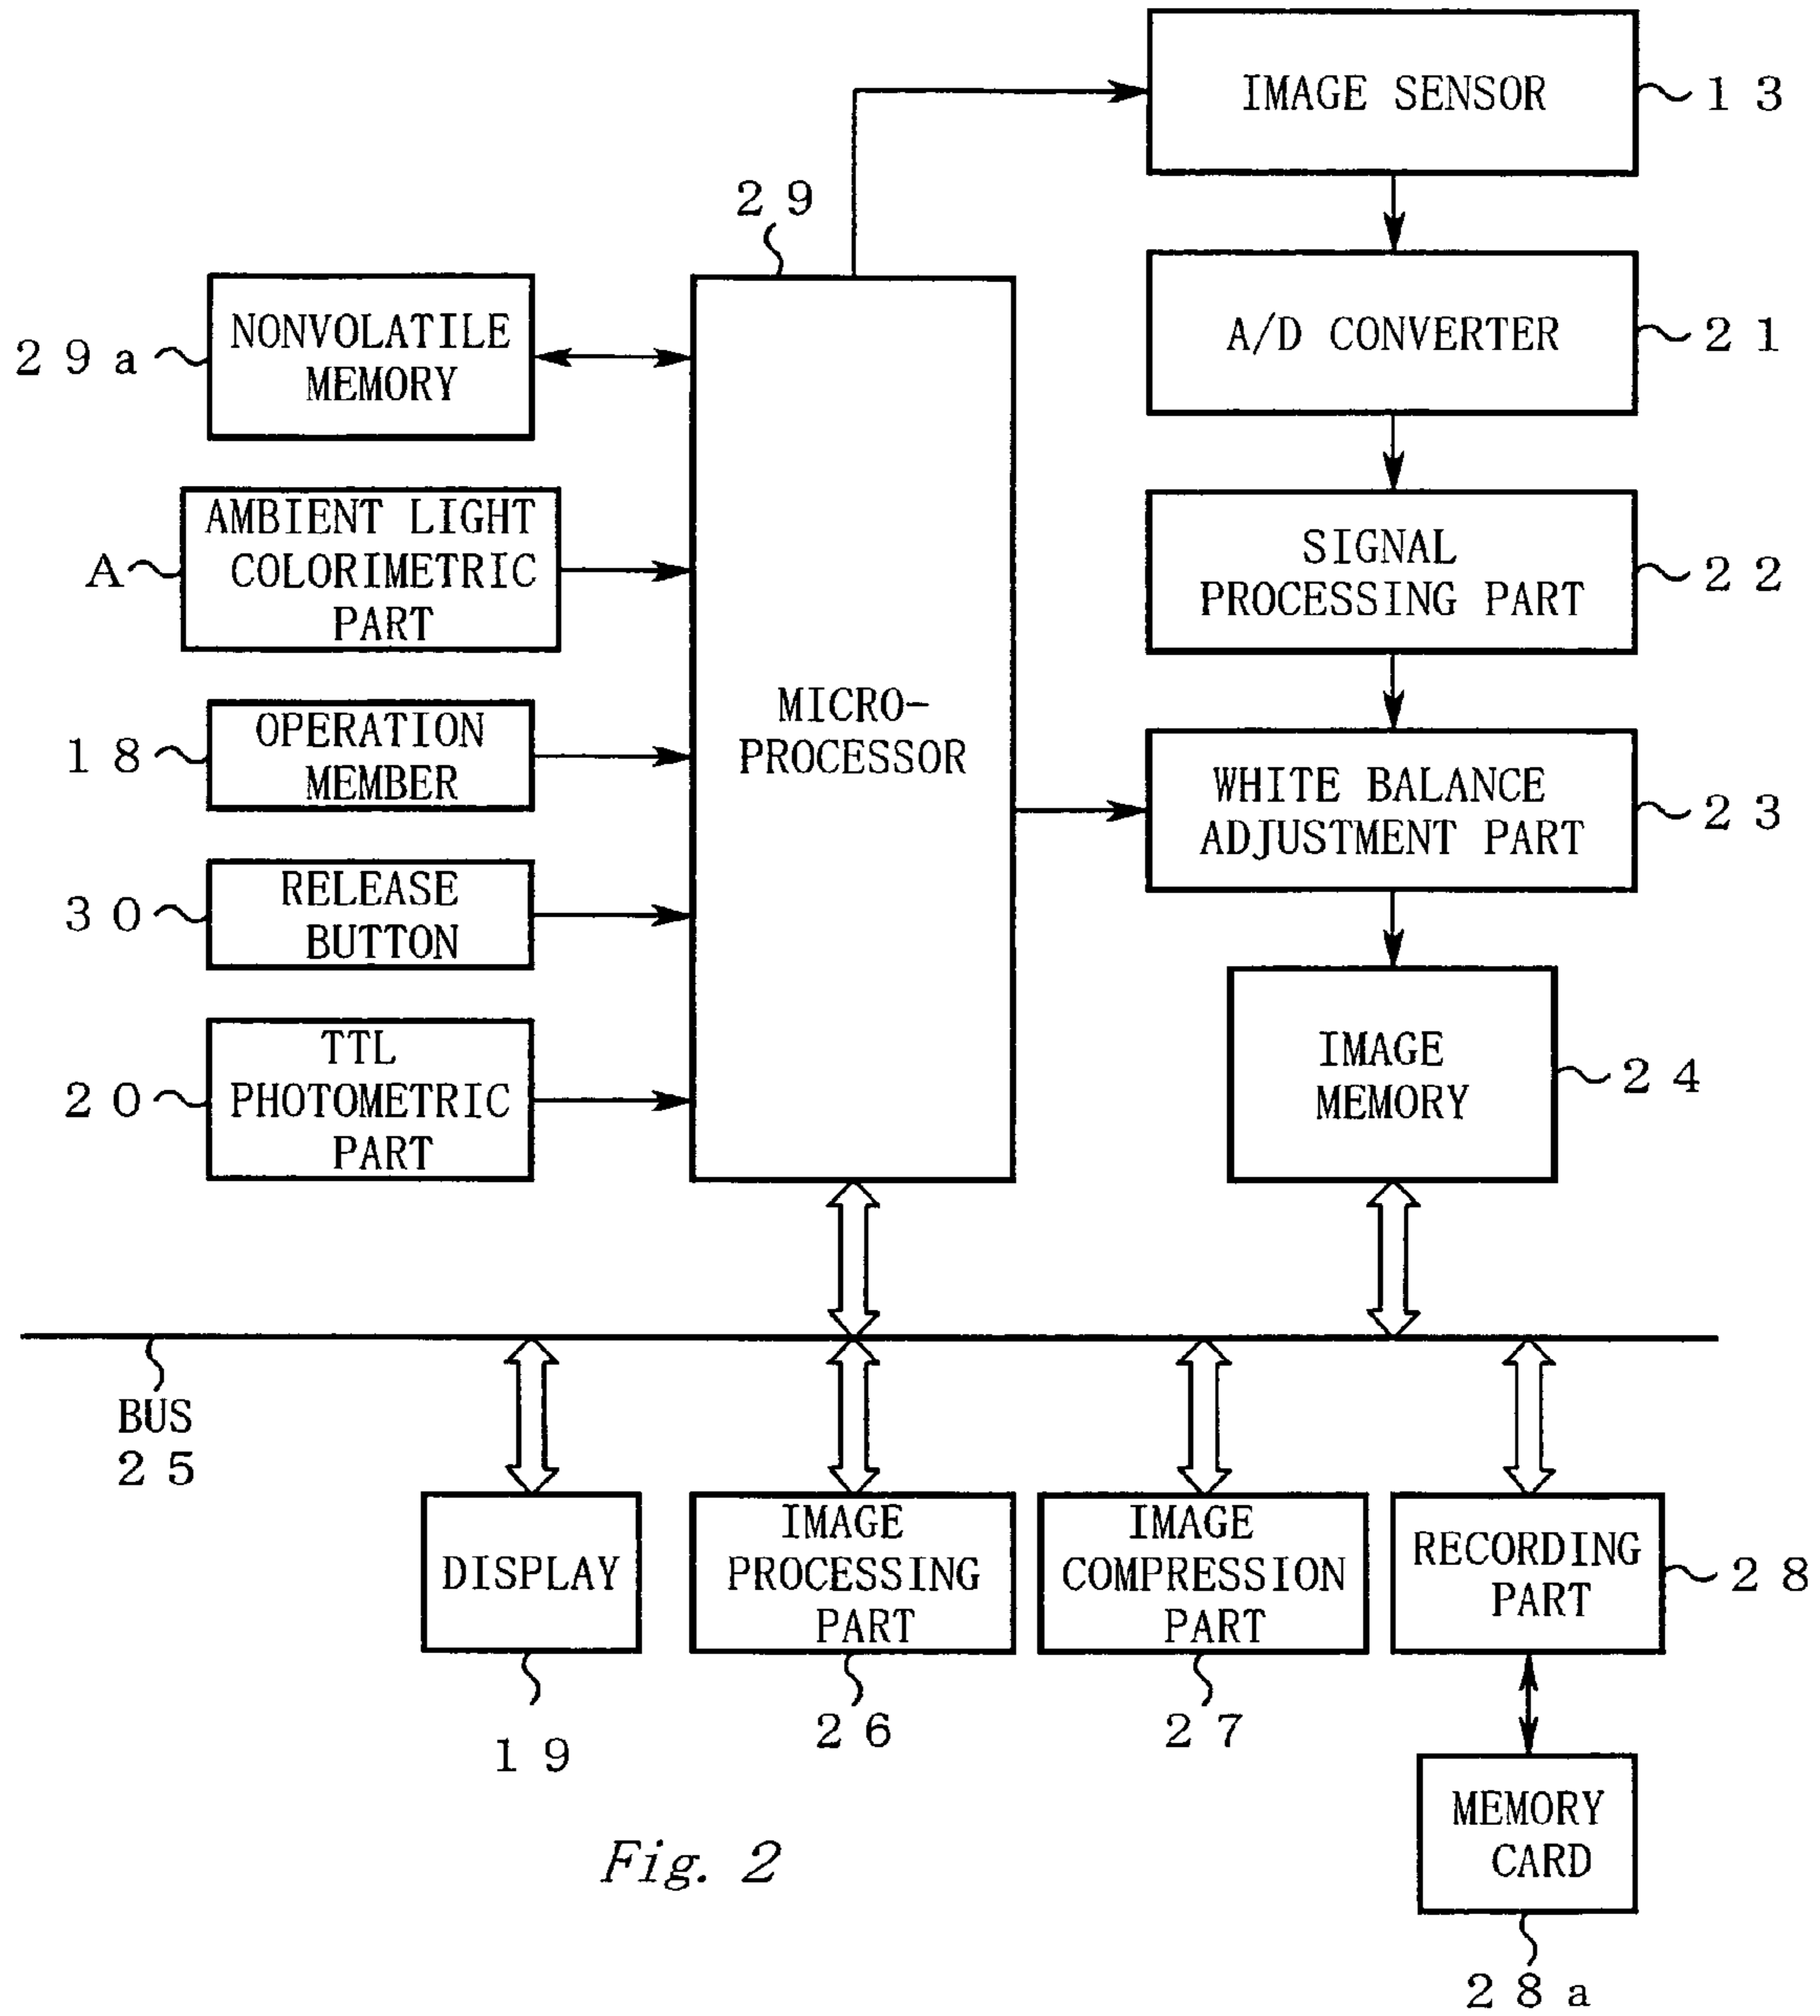 IMAGE SENSOR
13
29
NONVOLATILE
MEMORY
29a
A/D CONVERTER
21
AMBIENT LIGHT
COLORIMETRIC
PART
A
SIGNAL
PROCESSING PART
22
MICRO-
PROCESSOR
OPERATION
MEMBER
18
WHITE BALANCE
ADJUSTMENT PART
23
RELEASE
BUTTON
30
TTL
PHOTOMETRIC
PART
20
IMAGE
MEMORY
24
BUS
25
DISPLAY
19
IMAGE
PROCESSING
PART
26
IMAGE
COMPRESSION
PART
27
RECORDING
PART
28
MEMORY
CARD
28a
Fig. 2